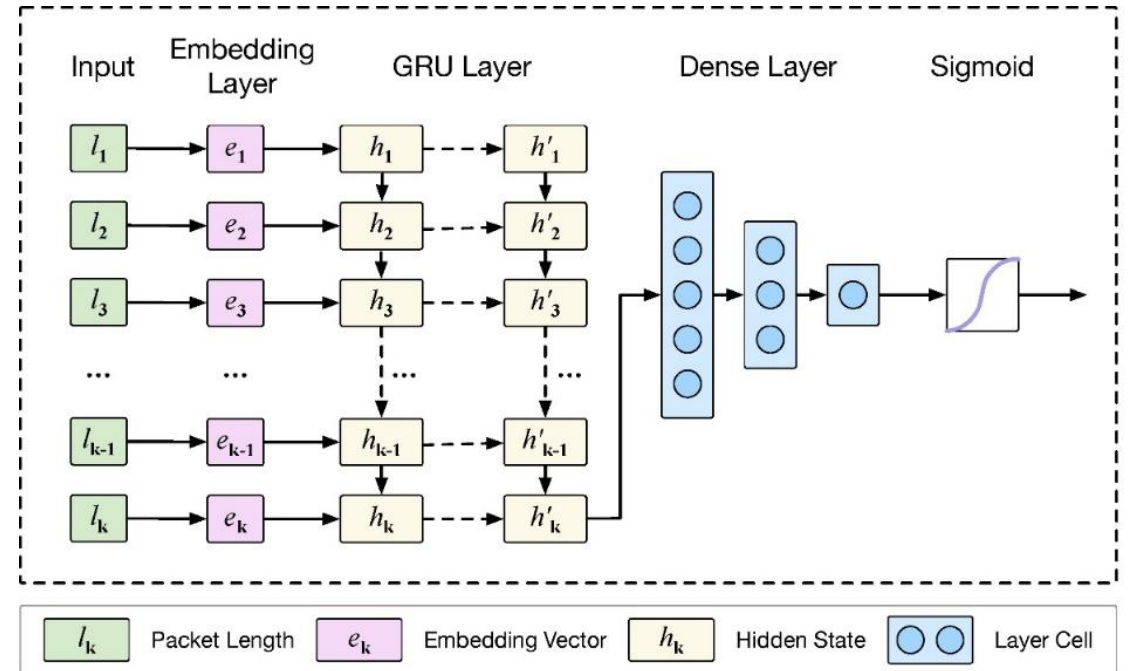 Input Embedding Layer GRU Layer Dense Layer Sigmoid
l₁ e₁ h₁ h'₁
l₂ e₂ h₂ h'₂
l₃ e₃ h₃ h'₃
... ... ... ...
lₖ₋₁ eₖ₋₁ hₖ₋₁ h'ₖ₋₁
lₖ eₖ hₖ h'ₖ
lₖ Packet Length eₖ Embedding Vector hₖ Hidden State Layer Cell